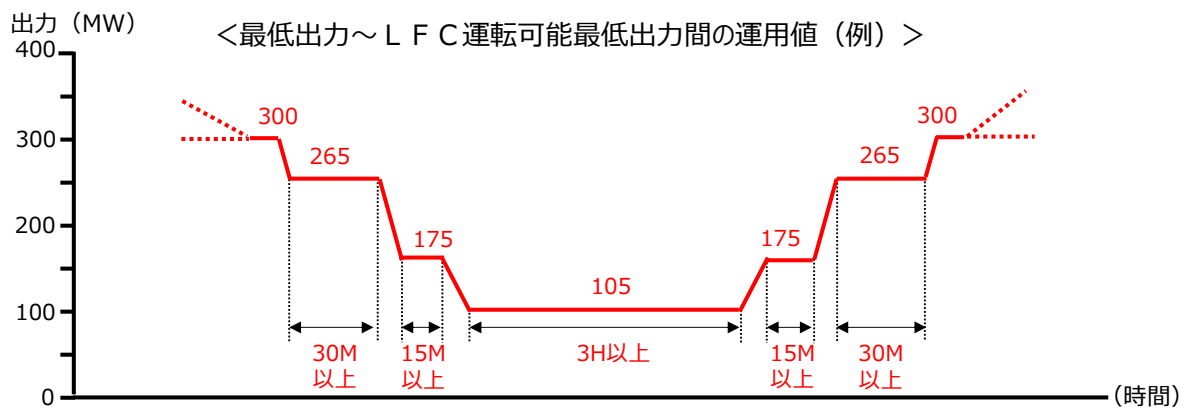 出力（MW）
＜最低出力～ＬＦＣ運転可能最低出力間の運用値（例）＞
400
300
200
100
0
300
265
175
105
175
265
300
30M
以上
15M
以上
3H以上
15M
以上
30M
以上
(時間)